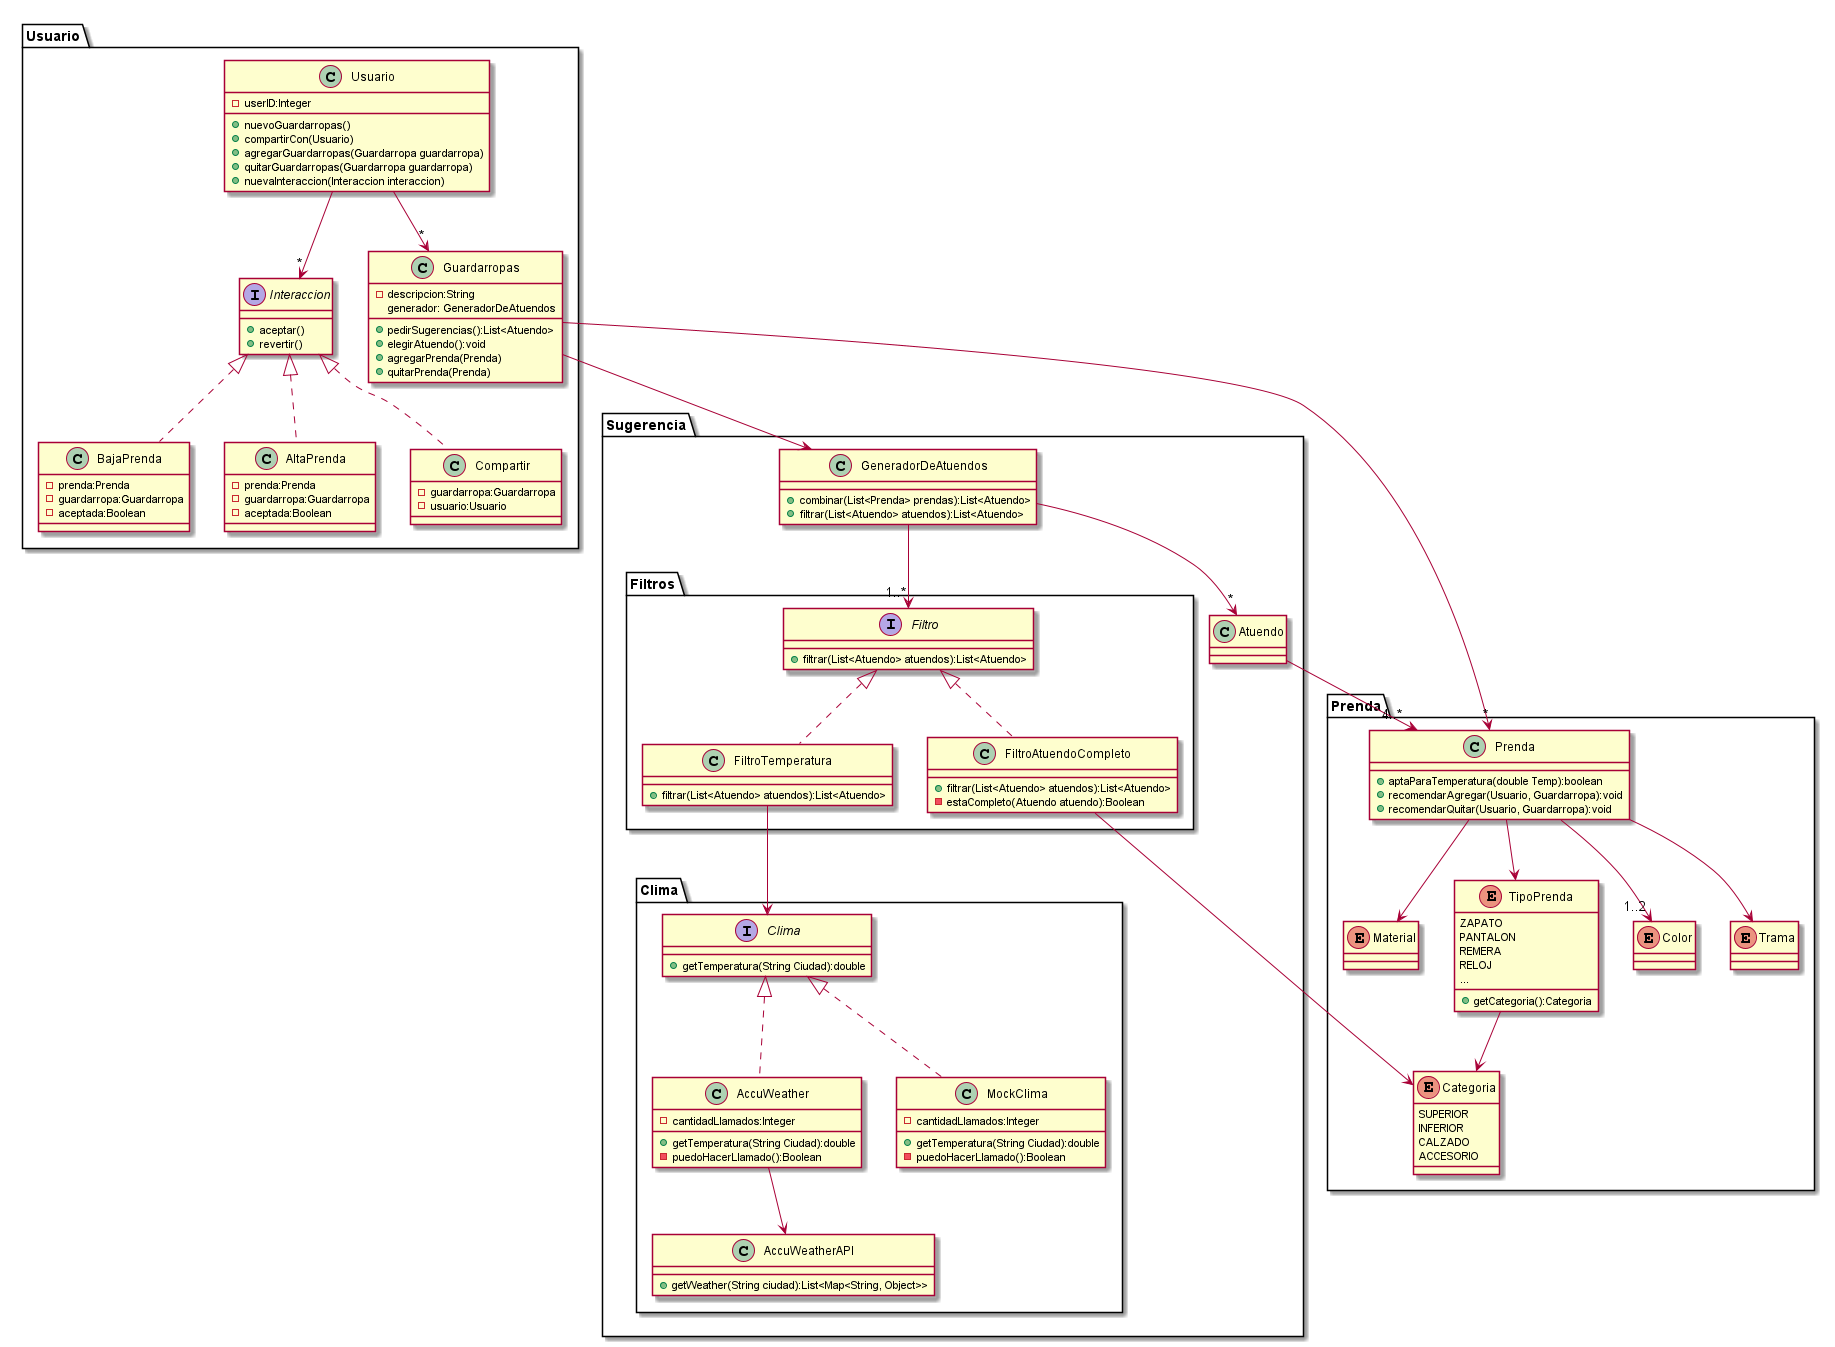 Usuario
C Usuario
userID:Integer
nuevoGuardarropas()
compartirCon(Usuario)
agregarGuardarropas(Guardarropa guardarropa)
quitarGuardarropas(Guardarropa guardarropa)
nuevaInteraccion(Interaccion interaccion)
*
*
I Interaccion
aceptar()
revertir()
C Guardarropas
descripcion:String
generador: GeneradorDeAtuendos
pedirSugerencias():List<Atuendo>
elegirAtuendo():void
agregarPrenda(Prenda)
quitarPrenda(Prenda)
C BajaPrenda
prenda:Prenda
guardarropa:Guardarropa
aceptada:Boolean
C AltaPrenda
prenda:Prenda
guardarropa:Guardarropa
aceptada:Boolean
C Compartir
guardarropa:Guardarropa
usuario:Usuario
Sugerencia
C GeneradorDeAtuendos
combinar(List<Prenda> prendas):List<Atuendo>
filtrar(List<Atuendo> atuendos):List<Atuendo>
Filtros
1..*
*
I Filtro
filtrar(List<Atuendo> atuendos):List<Atuendo>
C Atuendo
C FiltroTemperatura
filtrar(List<Atuendo> atuendos):List<Atuendo>
C FiltroAtuendoCompleto
filtrar(List<Atuendo> atuendos):List<Atuendo>
estaCompleto(Atuendo atuendo):Boolean
Clima
I Clima
getTemperatura(String Ciudad):double
C AccuWeather
cantidadLlamados:Integer
getTemperatura(String Ciudad):double
puedoHacerLlamado():Boolean
C MockClima
cantidadLlamados:Integer
getTemperatura(String Ciudad):double
puedoHacerLlamado():Boolean
C AccuWeatherAPI
getWeather(String ciudad):List<Map<String, Object>>
Prenda
4..*
*
C Prenda
aptaParaTemperatura(double Temp):boolean
recomendarAgregar(Usuario, Guardarropa):void
recomendarQuitar(Usuario, Guardarropa):void
E Material
E TipoPrenda
ZAPATO
PANTALON
REMERA
RELOJ
...
getCategoria():Categoria
1..2
E Color
E Trama
E Categoria
SUPERIOR
INFERIOR
CALZADO
ACCESORIO